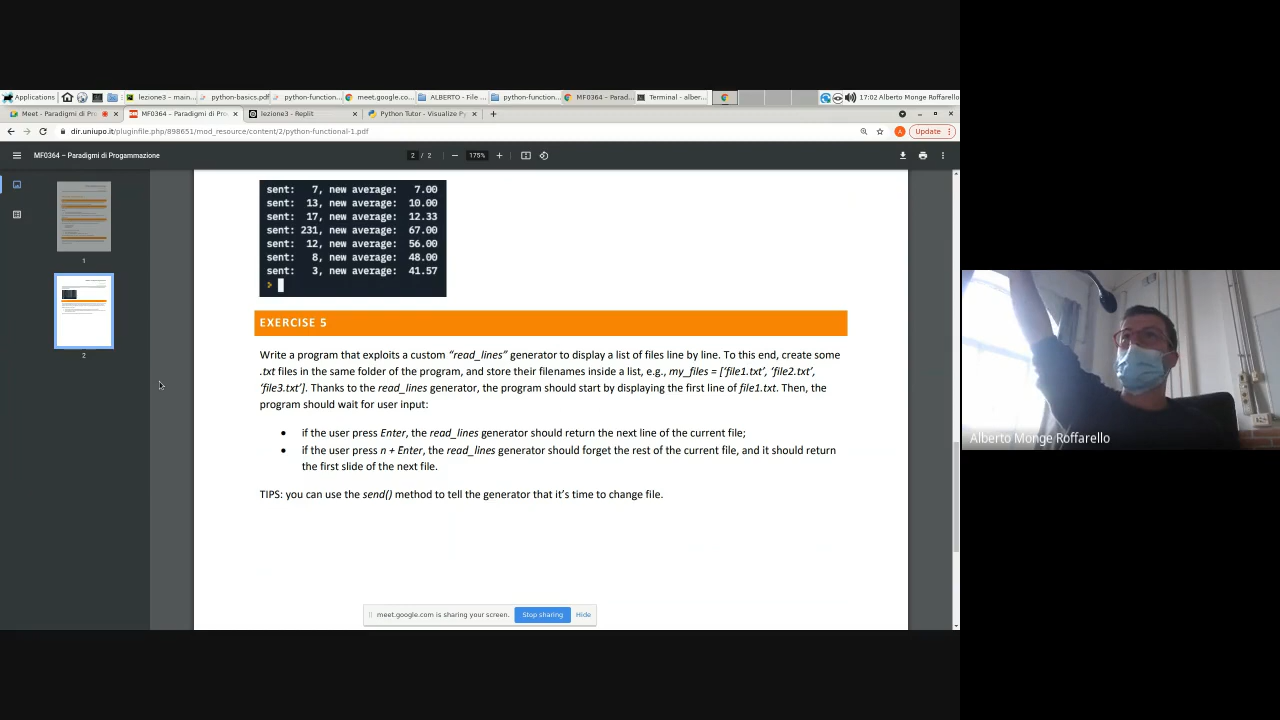 Applications
lezione3 – main...
python-basics.pdf
python-function...
meet.google.co...
ALBERTO - File ...
python-function...
MF0364 – Parad...
Terminal - alber...
17:02 Alberto Monge Roffarello
Meet - Paradigmi di Pro
MF0364 – Paradigmi di Pro
lezione3 - Replit
Python Tutor - Visualize Py
dir.uniupo.it/pluginfile.php/898651/mod_resource/content/2/python-functional-1.pdf
A
Update
MF0364 – Paradigmi di Progammazione
2 / 2
175%
1
2
sent: 7, new average: 7.00
sent: 13, new average: 10.00
sent: 17, new average: 12.33
sent: 231, new average: 67.00
sent: 12, new average: 56.00
sent: 8, new average: 48.00
sent: 3, new average: 41.57
>
EXERCISE 5
Write a program that exploits a custom “read_lines” generator to display a list of files line by line. To this end, create some
.txt files in the same folder of the program, and store their filenames inside a list, e.g., my_files = [‘file1.txt’, ‘file2.txt’,
‘file3.txt’]. Thanks to the read_lines generator, the program should start by displaying the first line of file1.txt. Then, the
program should wait for user input:
• if the user press Enter, the read_lines generator should return the next line of the current file;
• if the user press n + Enter, the read_lines generator should forget the rest of the current file, and it should return
the first slide of the next file.
TIPS: you can use the send() method to tell the generator that it’s time to change file.
meet.google.com is sharing your screen.
Stop sharing
Hide
Alberto Monge Roffarello